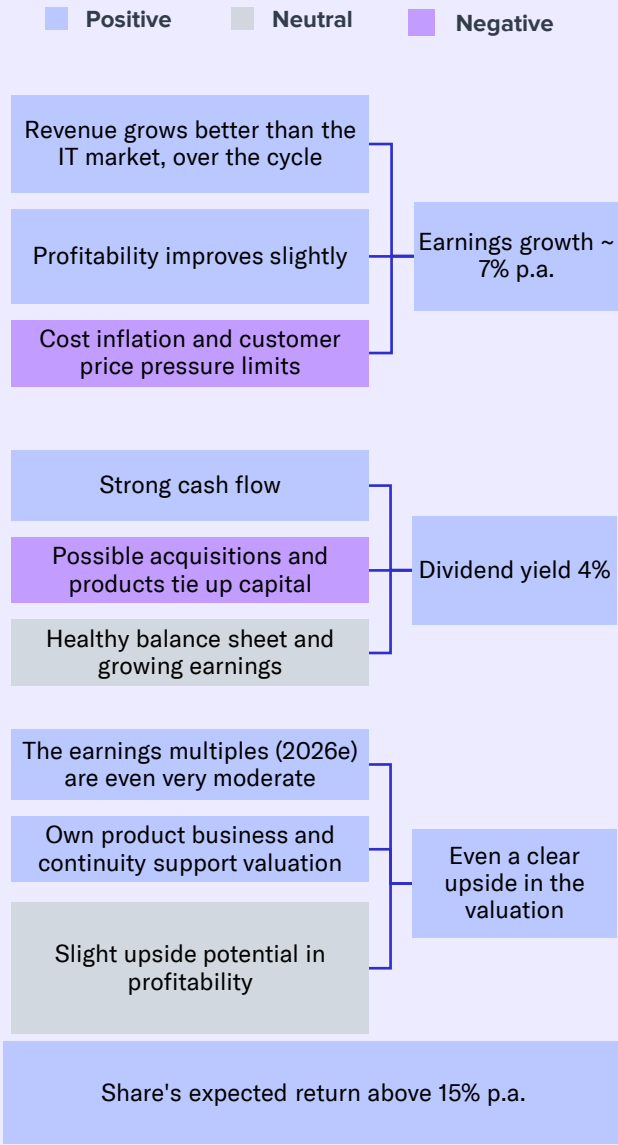 Positive
Neutral
Negative
Revenue grows better than the
IT market, over the cycle
Profitability improves slightly
Cost inflation and customer
price pressure limits
Earnings growth ~
7% p.a.
Strong cash flow
Possible acquisitions and
products tie up capital
Healthy balance sheet and
growing earnings
Dividend yield 4%
The earnings multiples (2026e)
are even very moderate
Own product business and
continuity support valuation
Slight upside potential in
profitability
Even a clear
upside in the
valuation
Share's expected return above 15% p.a.